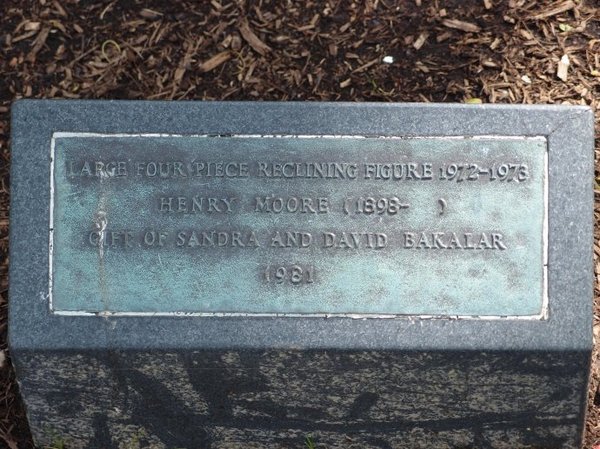 LARGE FOUR PIECE RECLINING FIGURE 1972-1973
HENRY MOORE (1898- )
GIFT OF SANDRA AND DAVID BAKALAR
1981